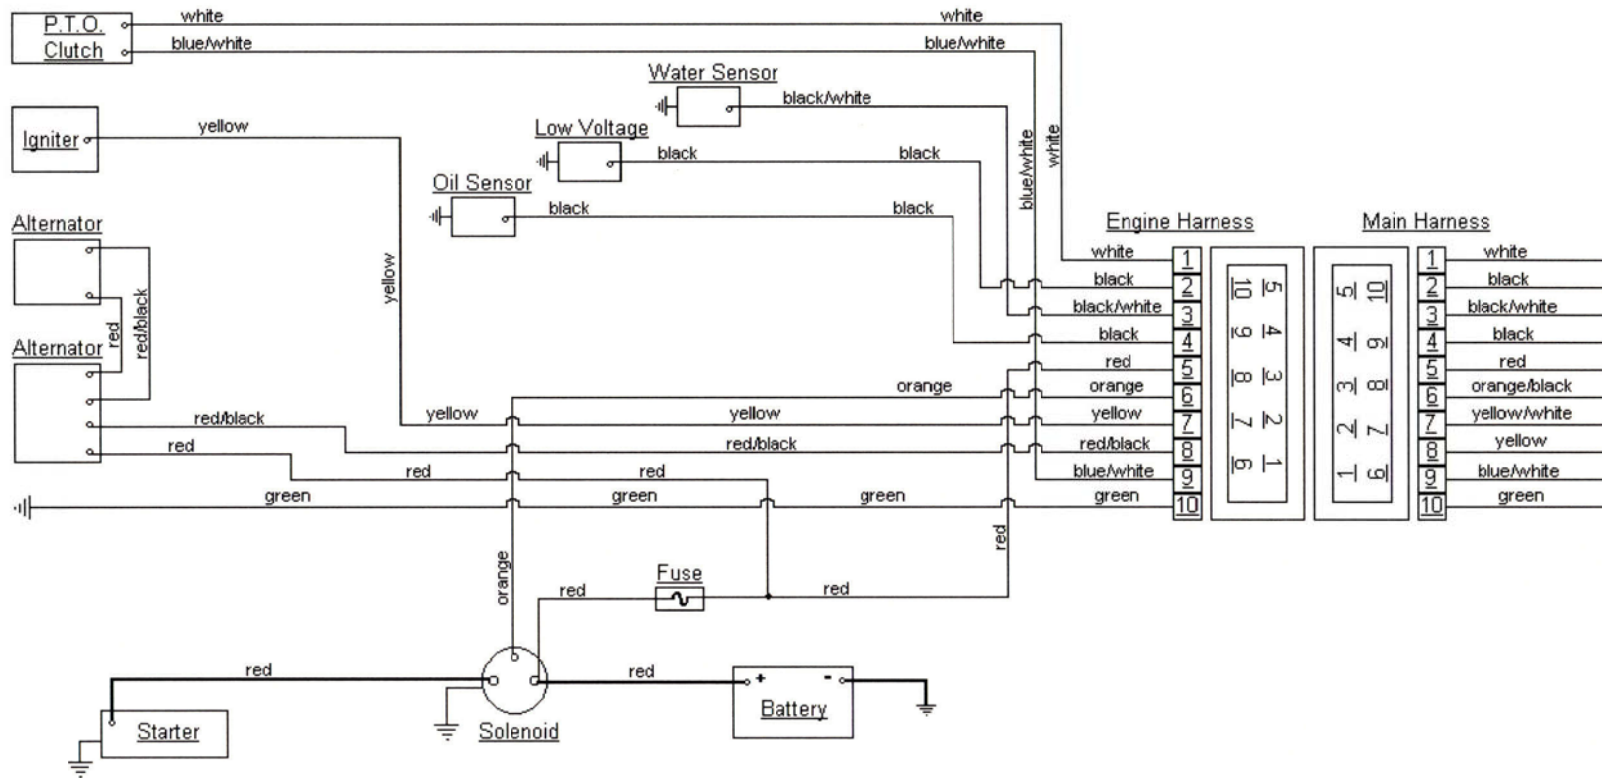 P.T.O.
Clutch
white
white
blue/white
blue/white
Water Sensor
black/white
Igniter
yellow
Low Voltage
black
black
Oil Sensor
black
black
blue/white
white
Alternator
red
red/black
yellow
Alternator
Engine Harness
Main Harness
white
1
black
2
black/white
3
black
4
red
5
orange
orange
6
yellow
yellow
yellow
7
red/black
red/black
red/black
8
red
red
red
blue/white
9
green
green
green
green
10
5 10
4 9
3 8
2 7
1 6
5 10
4 9
3 8
2 7
1 6
1 white
2 black
3 black/white
4 black
5 red
6 orange/black
7 yellow/white
8 yellow
9 blue/white
10 green
orange
red
Fuse
red
red
red
red
+ -
Battery
Starter
Solenoid